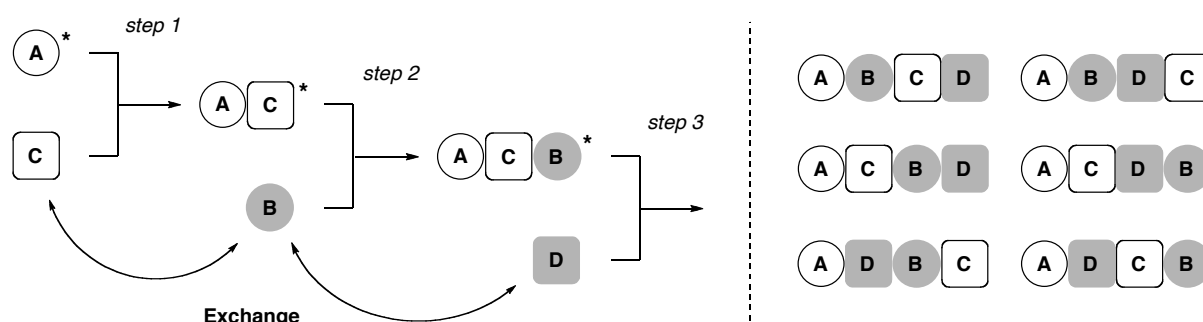 step 1
A *
step 2
A C *
A B C D
A B D C
step 3
C
A C B *
A C B D
A C D B
B
D
A D B C
A D C B
Exchange